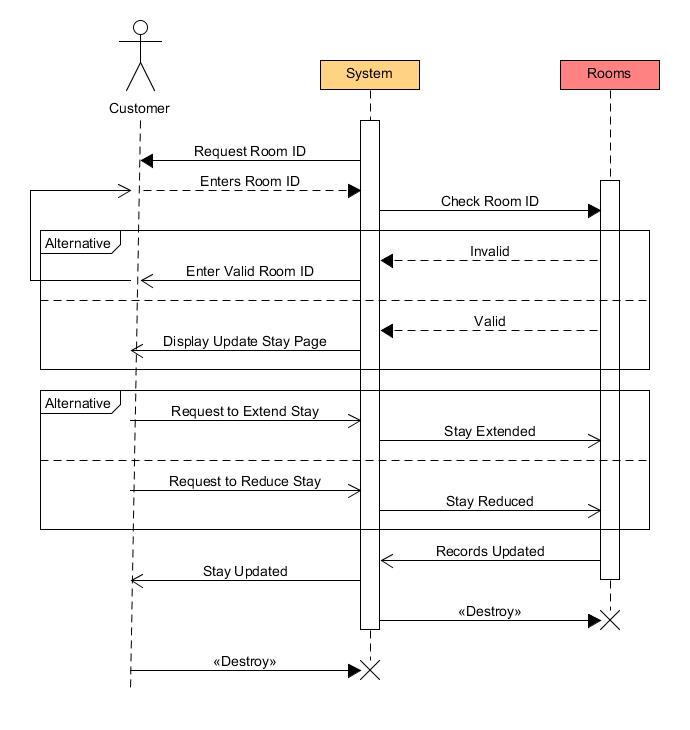 System
Rooms
Customer
Request Room ID
Enters Room ID
Check Room ID
Alternative
Invalid
Enter Valid Room ID
Valid
Display Update Stay Page
Alternative
Request to Extend Stay
Stay Extended
Request to Reduce Stay
Stay Reduced
Records Updated
Stay Updated
«Destroy»
«Destroy»